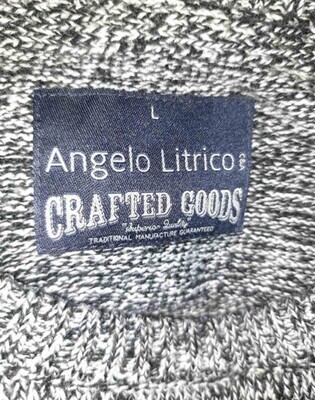 L
Angelo Litrico
CRAFTED GOODS
Superior Quality
TRADITIONAL MANUFACTURE GUARANTEED